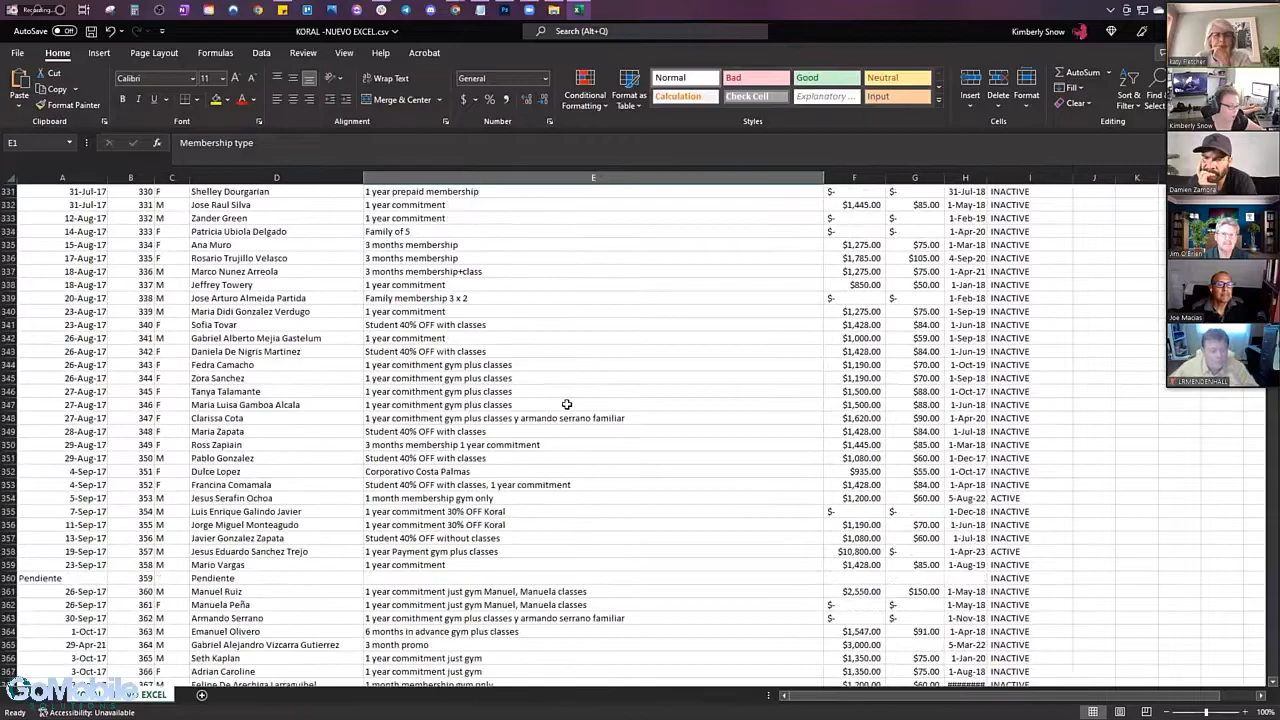 Recording...
AutoSave Off KORAL -NUEVO EXCEL.csv Search (Alt+Q) Kimberly Snow
File Home Insert Page Layout Formulas Data Review View Help Acrobat
Cut Calibri 11 Wrap Text General Normal Bad Good Neutral AutoSum
Copy Fill
Paste Format Painter B I U Merge & Center $ % Conditional Formatting Format as Table Calculation Check Cell Explanatory ... Input Insert Delete Format Clear Sort & Filter Find Select
Clipboard Font Alignment Number Styles Cells Editing
E1 fx Membership type
A B C D E F G H I J K
331 31-Jul-17 330 F Shelley Dourgarian 1 year prepaid membership $- $- 31-Jul-18 INACTIVE
332 31-Jul-17 331 M Jose Raul Silva 1 year commitment $1,445.00 $85.00 1-May-18 INACTIVE
333 12-Aug-17 332 M Zander Green 1 year commitment $- $- 1-Feb-19 INACTIVE
334 14-Aug-17 333 F Patricia Ubiola Delgado Family of 5 $- $- 1-Apr-20 INACTIVE
335 15-Aug-17 334 F Ana Muro 3 months membership $1,275.00 $75.00 1-Mar-18 INACTIVE
336 17-Aug-17 335 F Rosario Trujillo Velasco 3 months membership $1,785.00 $105.00 4-Sep-20 INACTIVE
337 18-Aug-17 336 M Marco Nunez Arreola 3 months membership+class $1,275.00 $75.00 1-Apr-21 INACTIVE
338 18-Aug-17 337 M Jeffrey Towery 1 year commitment $850.00 $50.00 1-Jan-18 INACTIVE
339 20-Aug-17 338 M Jose Arturo Almeida Partida Family membership 3 x 2 $- $- 1-Feb-18 INACTIVE
340 23-Aug-17 339 M Maria Didi Gonzalez Verdugo 1 year commitment $1,275.00 $75.00 1-Sep-19 INACTIVE
341 23-Aug-17 340 F Sofia Tovar Student 40% OFF with classes $1,428.00 $84.00 1-Jun-18 INACTIVE
342 26-Aug-17 341 M Gabriel Alberto Mejia Gastelum 1 year commitment $1,000.00 $59.00 1-Sep-18 INACTIVE
343 26-Aug-17 342 F Daniela De Nigris Martinez Student 40% OFF with classes $1,428.00 $84.00 1-Jun-19 INACTIVE
344 26-Aug-17 343 F Fedra Camacho 1 year comithment gym plus classes $1,190.00 $70.00 1-Oct-19 INACTIVE
345 26-Aug-17 344 F Zora Sanchez 1 year comithment gym plus classes $1,190.00 $70.00 1-Sep-18 INACTIVE
346 27-Aug-17 345 F Tanya Talamante 1 year comithment gym plus classes $1,500.00 $88.00 1-Oct-17 INACTIVE
347 27-Aug-17 346 F Maria Luisa Gamboa Alcala 1 year comithment gym plus classes $1,500.00 $88.00 1-Jun-18 INACTIVE
348 27-Aug-17 347 F Clarissa Cota 1 year comithment gym plus classes y armando serrano familiar $1,620.00 $90.00 1-Apr-20 INACTIVE
349 28-Aug-17 348 F Maria Zapata Student 40% OFF with classes $1,428.00 $84.00 1-Jul-18 INACTIVE
350 29-Aug-17 349 F Ross Zapiain 3 months membership 1 year commitment $1,445.00 $85.00 1-Mar-18 INACTIVE
351 29-Aug-17 350 M Pablo Gonzalez Student 40% OFF with classes $1,080.00 $60.00 1-Dec-17 INACTIVE
352 4-Sep-17 351 F Dulce Lopez Corporativo Costa Palmas $935.00 $55.00 1-Oct-17 INACTIVE
353 4-Sep-17 352 F Francina Comamala Student 40% OFF with classes, 1 year commitment $1,428.00 $84.00 1-Apr-18 INACTIVE
354 5-Sep-17 353 M Jesus Serafin Ochoa 1 month membership gym only $1,200.00 $60.00 5-Aug-22 ACTIVE
355 7-Sep-17 354 M Luis Enrique Galindo Javier 1 year commitment 30% OFF Koral $- $- 1-Dec-18 INACTIVE
356 11-Sep-17 355 M Jorge Miguel Monteagudo 1 year commitment 30% OFF Koral $1,190.00 $70.00 1-Jun-18 INACTIVE
357 13-Sep-17 356 M Javier Gonzalez Zapata Student 40% OFF without classes $1,080.00 $60.00 1-Jul-18 INACTIVE
358 19-Sep-17 357 M Jesus Eduardo Sanchez Trejo 1 year Payment gym plus classes $10,800.00 $- 1-Apr-23 ACTIVE
359 23-Sep-17 358 M Mario Vargas 1 year commitment $1,428.00 $85.00 1-Aug-19 INACTIVE
360 Pendiente 359 Pendiente INACTIVE
361 26-Sep-17 360 M Manuel Ruiz 1 year commitment just gym Manuel, Manuela classes $2,550.00 $150.00 1-May-18 INACTIVE
362 26-Sep-17 361 F Manuela Peña 1 year commitment just gym Manuel, Manuela classes $- $- 1-May-18 INACTIVE
363 30-Sep-17 362 M Armando Serrano 1 year comithment gym plus classes y armando serrano familiar $- $- 1-Nov-18 INACTIVE
364 1-Oct-17 363 M Emanuel Olivero 6 months in advance gym plus classes $1,547.00 $91.00 1-Apr-18 INACTIVE
365 29-Apr-21 364 M Gabriel Alejandro Vizcarra Gutierrez 3 month promo $3,000.00 5-Mar-22 INACTIVE
366 3-Oct-17 365 M Seth Kaplan 1 year commitment just gym $1,350.00 $75.00 1-Jan-20 INACTIVE
367 3-Oct-17 366 F Adrian Caroline 1 year commitment just gym $1,350.00 $75.00 1-Aug-18 INACTIVE
367 M Felipe De Arechiga Larraguibel 1 month membership gym only $1,200.00 $60.00 ######## INACTIVE
GoMobile
SOLUTIONS
EXCEL
Ready Accessibility: Unavailable 100%
Katy Fletcher
Kimberly Snow
Damien Zamora
Jim O'Brien
Joe Macias
LRMENDENHALL